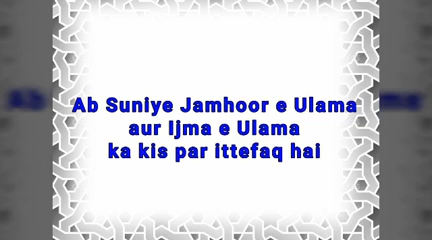 Ab Suniye Jamhoor e Ulama
aur Ijma e Ulama
ka kis par ittefaq hai